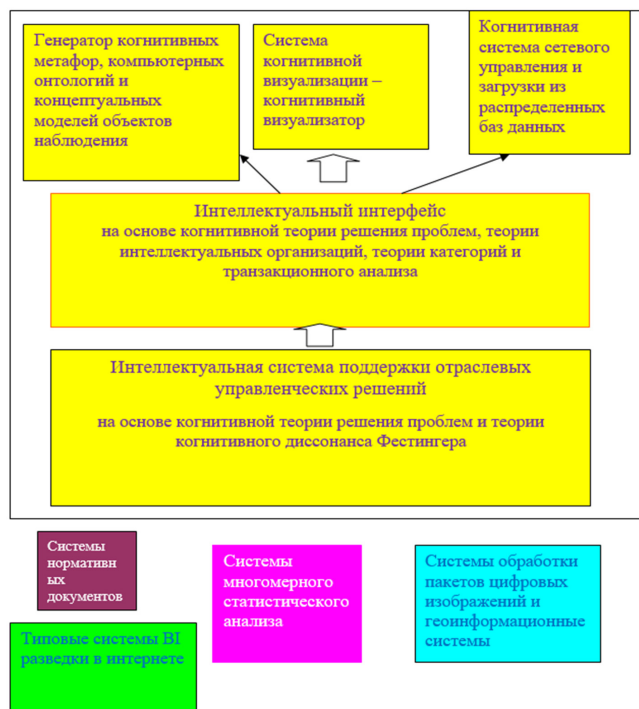 Генератор когнитивных
метафор, компьютерных
онтологий и
концептуальных
моделей объектов
наблюдения
Система
когнитивной
визуализации –
когнитивный
визуализатор
Когнитивная
система сетевого
управления и
загрузки из
распределенных
баз данных
Интеллектуальный интерфейс
на основе когнитивной теории решения проблем, теории
интеллектуальных организаций, теории категорий и
транзакционного анализа
Интеллектуальная система поддержки отраслевых
управленческих решений
на основе когнитивной теории решения проблем и теории
когнитивного диссонанса Фестингера
Системы
нормативн
ых
документов
Системы
многомерного
статистического
анализа
Системы обработки
пакетов цифровых
изображений и
геоинформационные
системы
Типовые системы BI
разведки в интернете